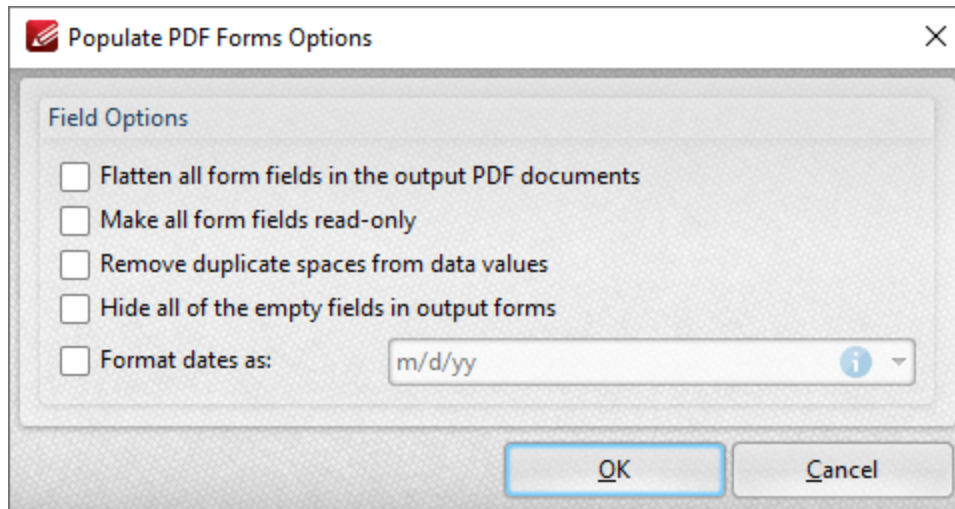 Populate PDF Forms Options
Field Options
Flatten all form fields in the output PDF documents
Make all form fields read-only
Remove duplicate spaces from data values
Hide all of the empty fields in output forms
Format dates as: m/d/yy i
OK Cancel